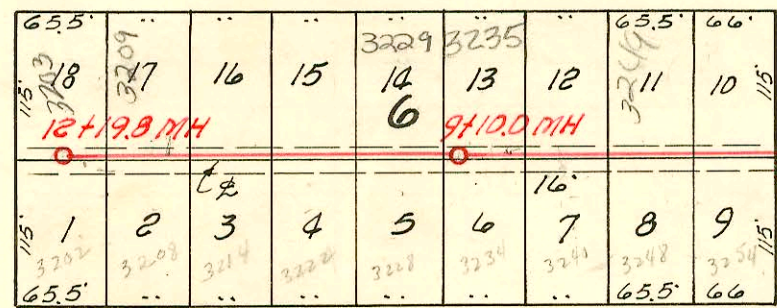 65.5' .. .. .. .. .. .. 65.5' 66'
3203 3209 3229 3235 3249
115' 18 17 16 15 14 13 12 11 10 115'
6
12+19.8 MH 9+10.0 MH
℄ 16'
115' 1 2 3 4 5 6 7 8 9 115'
3202 3208 3214 3222 3228 3234 3240 3248 3254
65.5' .. .. .. .. .. .. 65.5' 66